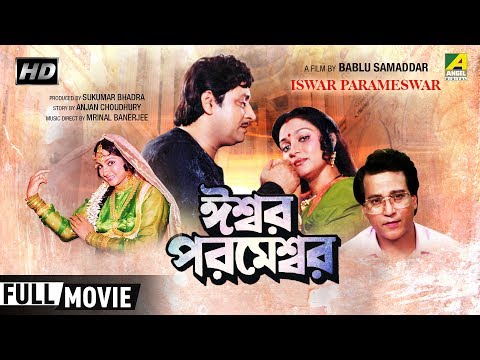 HD
A FILM BY BABLU SAMADDAR
ISWAR PARAMESWAR
ANGEL
DIGITAL
PRODUCED BY SUKUMAR BHADRA
STORY BY ANJAN CHOUDHURY
MUSIC DIRECT BY MRINAL BANERJEE
ঈশ্বর
পরমেশ্বর
FULL MOVIE